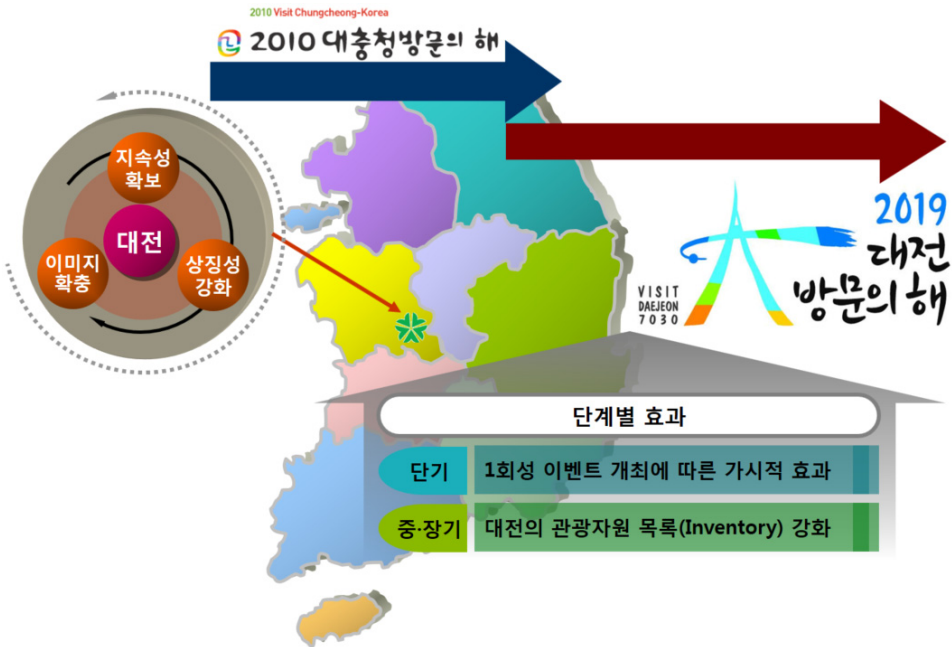 2010 Visit Chungcheong-Korea
2010 대충청방문의 해
지속성
확보
대전
이미지
확충
상징성
강화
2019
대전
방문의 해
VISIT
DAEJEON
7030
단계별 효과
단기
1회성 이벤트 개최에 따른 가시적 효과
중·장기
대전의 관광자원 목록(Inventory) 강화